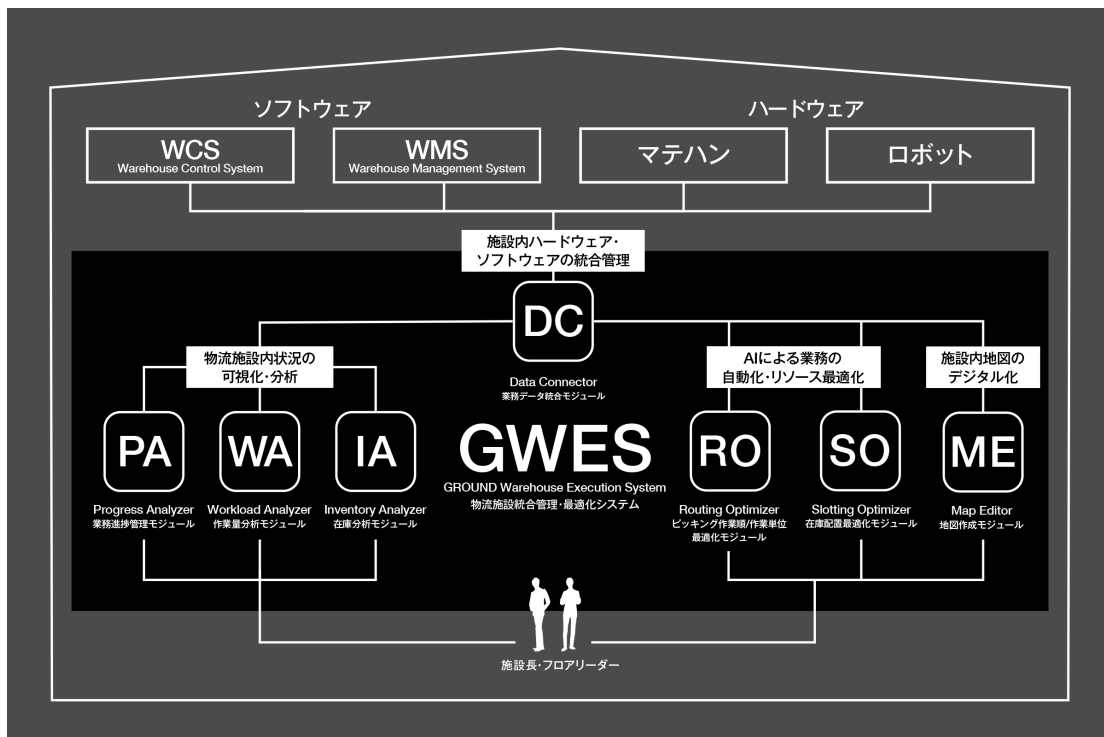 ソフトウェア
ハードウェア
WCS
Warehouse Control System
WMS
Warehouse Management System
マテハン
ロボット
施設内ハードウェア・
ソフトウェアの統合管理
DC
Data Connector
業務データ統合モジュール
物流施設内状況の
可視化・分析
AIによる業務の
自動化・リソース最適化
施設内地図の
デジタル化
GWES
GROUND Warehouse Execution System
物流施設統合管理・最適化システム
PA
Progress Analyzer
業務進捗管理モジュール
WA
Workload Analyzer
作業量分析モジュール
IA
Inventory Analyzer
在庫分析モジュール
RO
Routing Optimizer
ピッキング作業順/作業単位
最適化モジュール
SO
Slotting Optimizer
在庫配置最適化モジュール
ME
Map Editor
地図作成モジュール
施設長・フロアリーダー